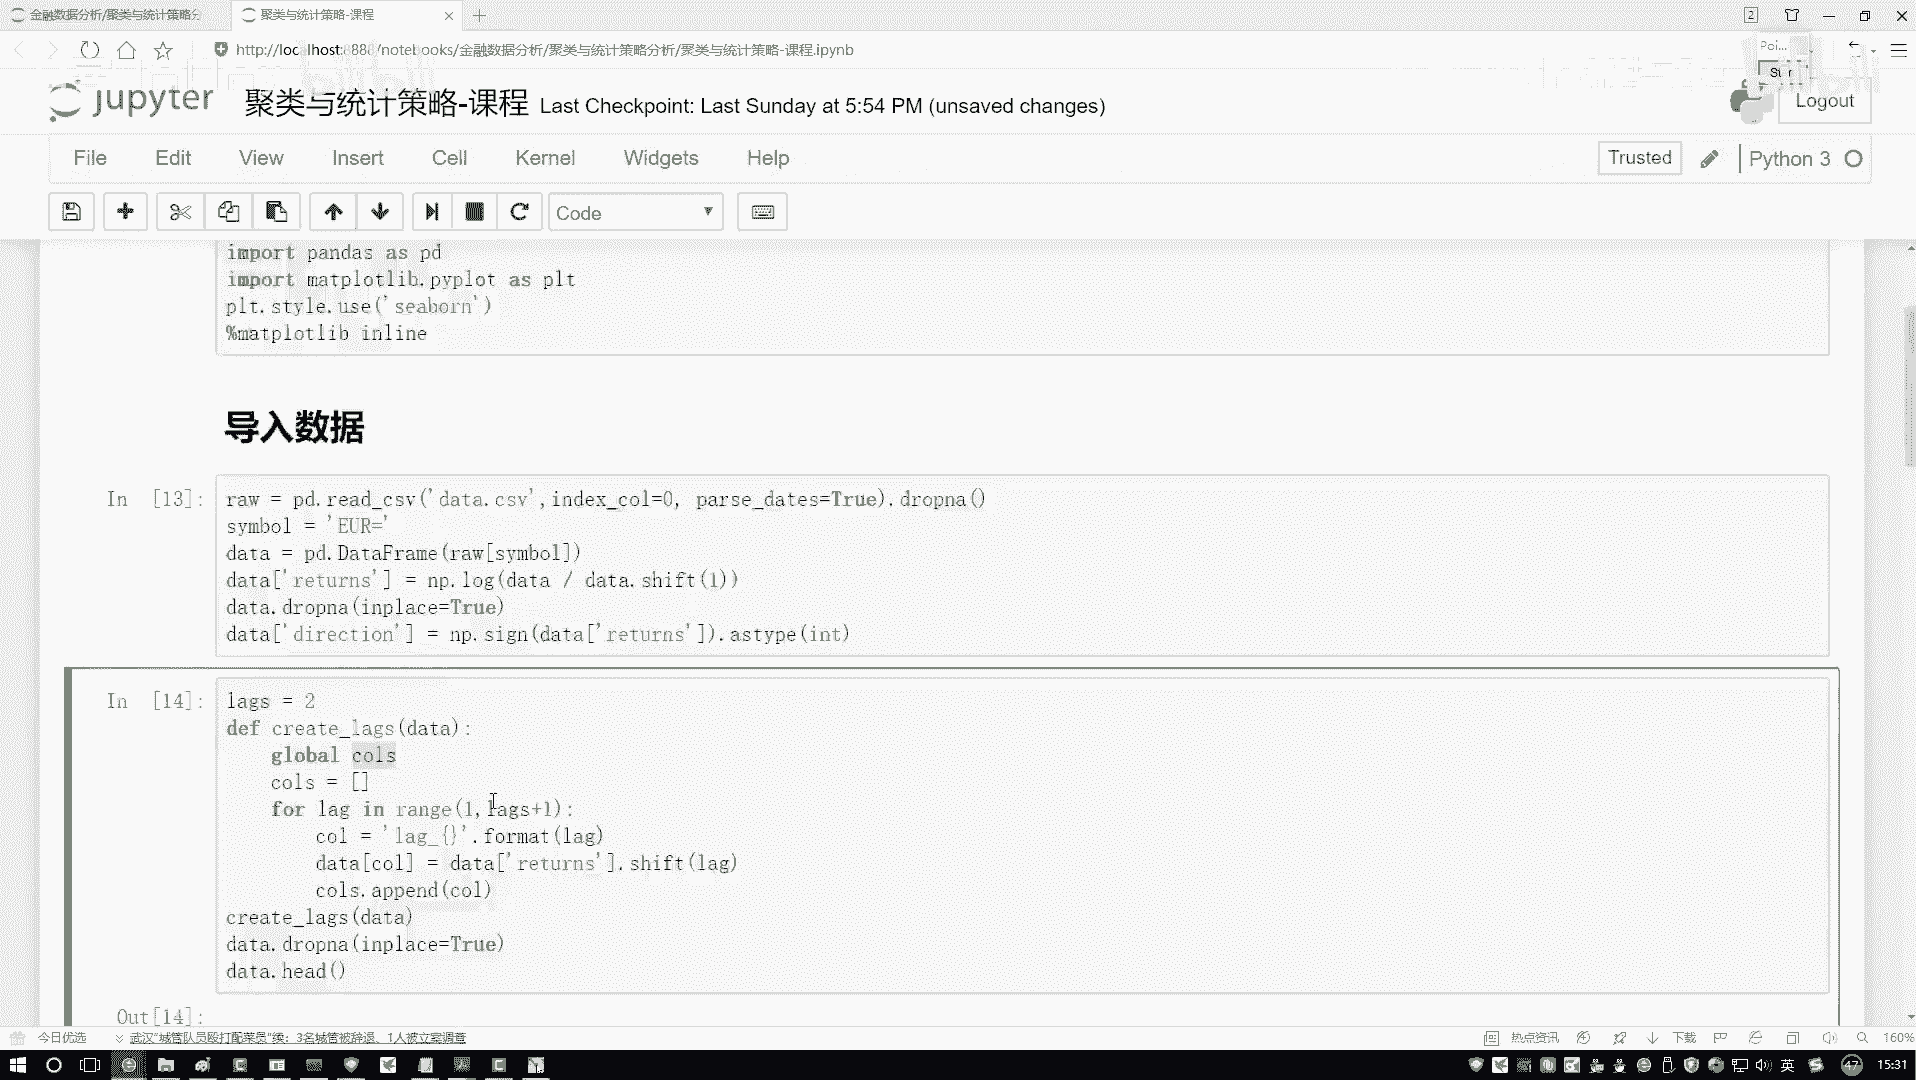 金融数据分析/聚类与统计策略分
聚类与统计策略-课程
2
http://localhost:8888/notebooks/金融数据分析/聚类与统计策略分析/聚类与统计策略-课程.ipynb
jupyter 聚类与统计策略-课程 Last Checkpoint: Last Sunday at 5:54 PM (unsaved changes)
Logout
File Edit View Insert Cell Kernel Widgets Help
Trusted Python 3
Code
import pandas as pd
import matplotlib.pyplot as plt
plt.style.use('seaborn')
%matplotlib inline
导入数据
In [13]:
raw = pd.read_csv('data.csv',index_col=0, parse_dates=True).dropna()
symbol = 'EUR='
data = pd.DataFrame(raw[symbol])
data['returns'] = np.log(data / data.shift(1))
data.dropna(inplace=True)
data['direction'] = np.sign(data['returns']).astype(int)
In [14]:
lags = 2
def create_lags(data):
    global cols
    cols = []
    for lag in range(1,lags+1):
        col = 'lag_{}'.format(lag)
        data[col] = data['returns'].shift(lag)
        cols.append(col)
create_lags(data)
data.dropna(inplace=True)
data.head()
Out[14]:
今日优选 武汉"城管队员殴打配菜员"续：3名城管被辞退、1人被立案调查 热点资讯 下载 160%
英 47 15:31